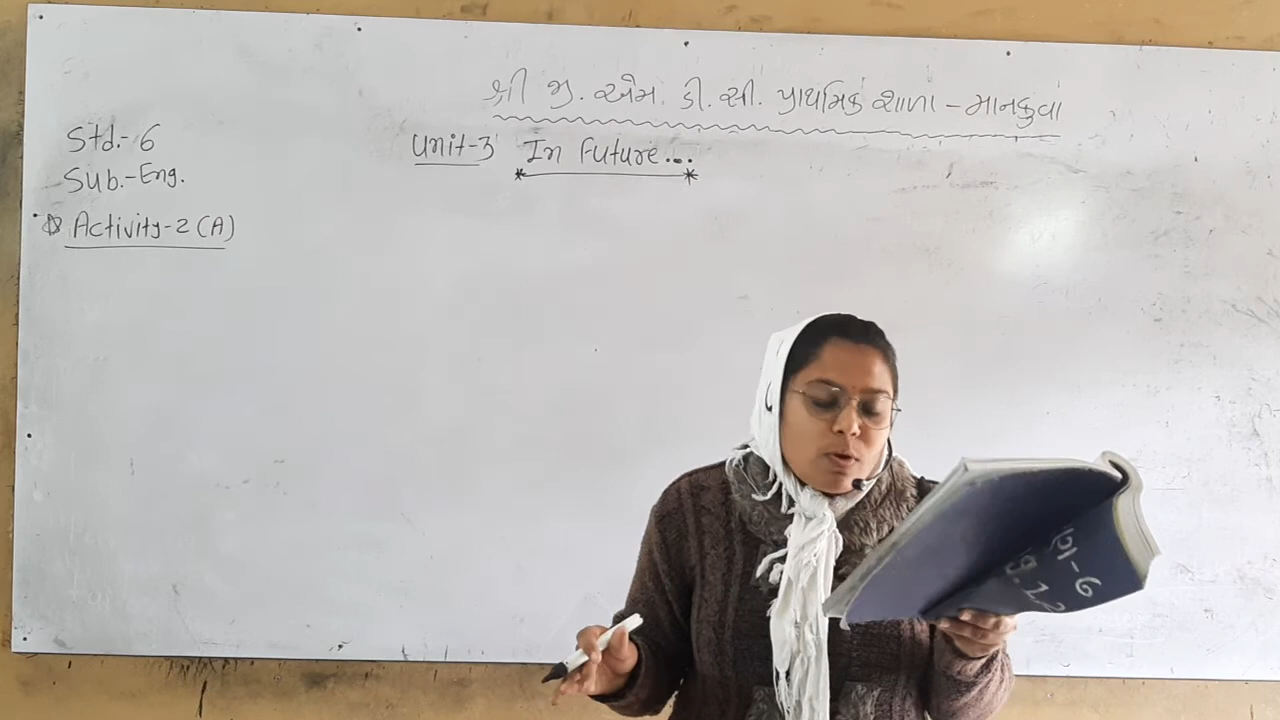 શ્રી જી. એમ. ડી. સી. પ્રાથમિક શાળા - માનકુવા
Std.- 6
Unit-3 In Future...
Sub.-Eng.
Activity-2 (A)